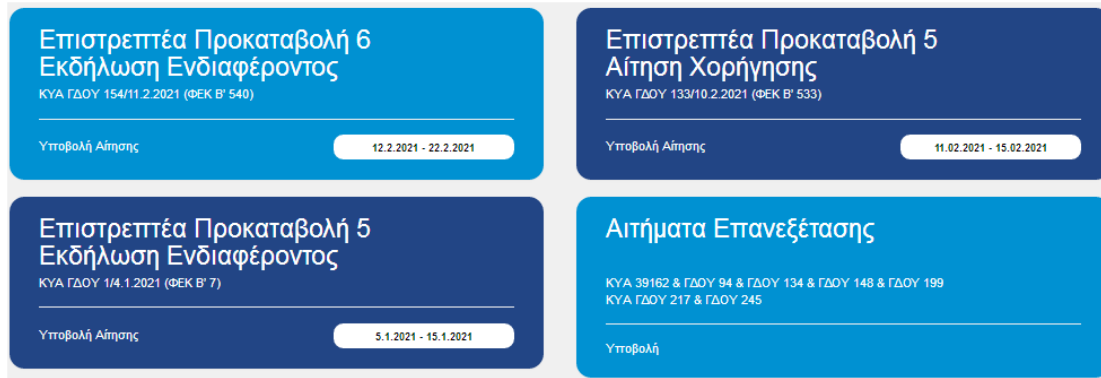 Επιστρεπτέα Προκαταβολή 6
Εκδήλωση Ενδιαφέροντος
ΚΥΑ ΓΔΟΥ 154/11.2.2021 (ΦΕΚ Β' 540)
Υποβολή Αίτησης
12.2.2021 - 22.2.2021
Επιστρεπτέα Προκαταβολή 5
Αίτηση Χορήγησης
ΚΥΑ ΓΔΟΥ 133/10.2.2021 (ΦΕΚ Β' 533)
Υποβολή Αίτησης
11.02.2021 - 15.02.2021
Επιστρεπτέα Προκαταβολή 5
Εκδήλωση Ενδιαφέροντος
ΚΥΑ ΓΔΟΥ 1/4.1.2021 (ΦΕΚ Β' 7)
Υποβολή Αίτησης
5.1.2021 - 15.1.2021
Αιτήματα Επανεξέτασης
ΚΥΑ 39162 & ΓΔΟΥ 94 & ΓΔΟΥ 134 & ΓΔΟΥ 148 & ΓΔΟΥ 199
ΚΥΑ ΓΔΟΥ 217 & ΓΔΟΥ 245
Υποβολή